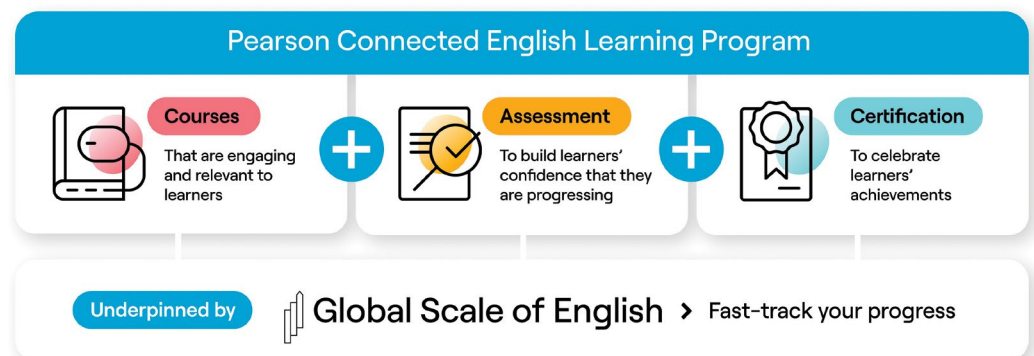 Pearson Connected English Learning Program
Courses
That are engaging
and relevant to
learners
Assessment
To build learners’
confidence that they
are progressing
Certification
To celebrate
learners’
achievements
Underpinned by
Global Scale of English > Fast-track your progress